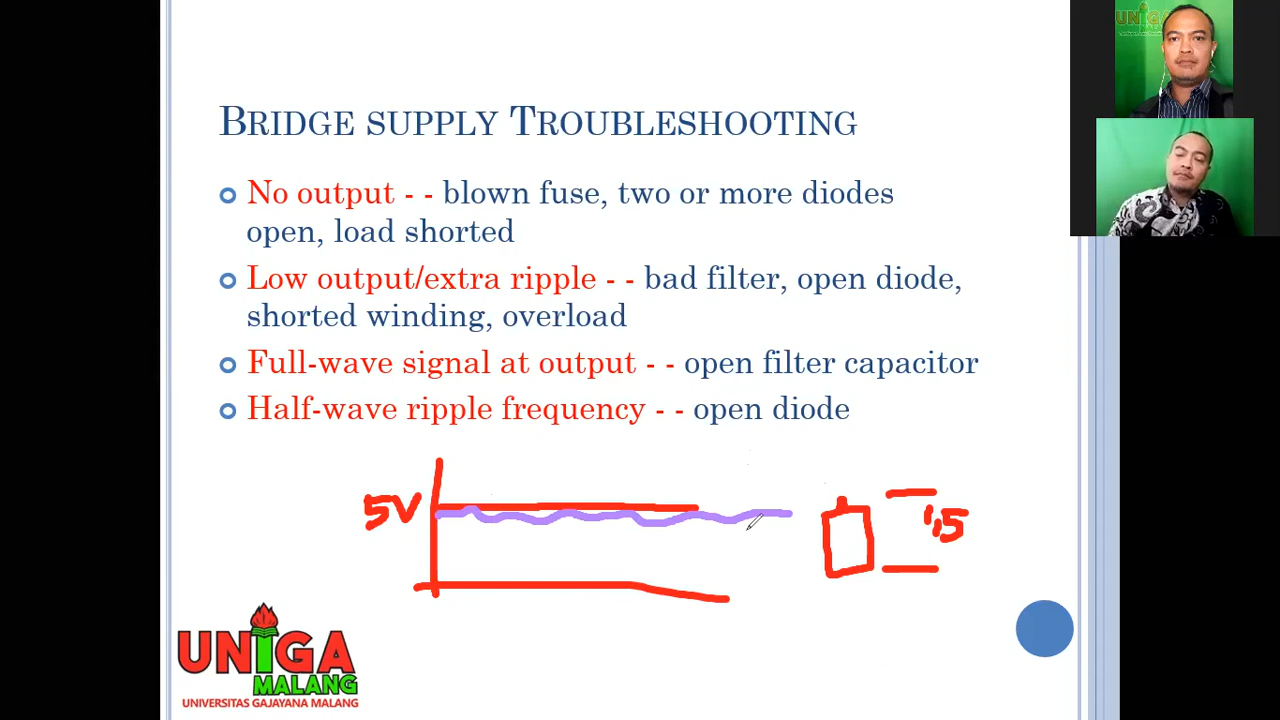 BRIDGE SUPPLY TROUBLESHOOTING
No output - - blown fuse, two or more diodes
open, load shorted
Low output/extra ripple - - bad filter, open diode,
shorted winding, overload
Full-wave signal at output - - open filter capacitor
Half-wave ripple frequency - - open diode
5V
1,5
UNIGA
MALANG
UNIVERSITAS GAJAYANA MALANG
UNIGA